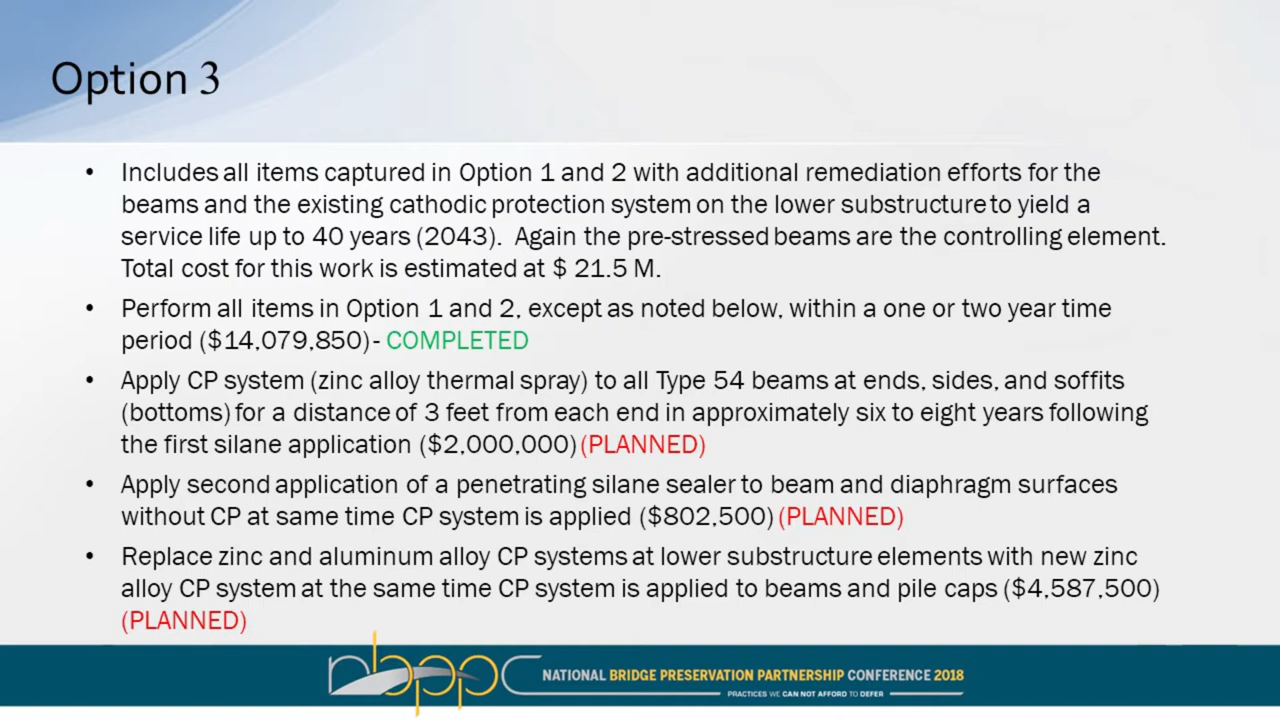 Option 3
• Includes all items captured in Option 1 and 2 with additional remediation efforts for the
beams and the existing cathodic protection system on the lower substructure to yield a
service life up to 40 years (2043). Again the pre-stressed beams are the controlling element.
Total cost for this work is estimated at $ 21.5 M.
• Perform all items in Option 1 and 2, except as noted below, within a one or two year time
period ($14,079,850) - COMPLETED
• Apply CP system (zinc alloy thermal spray) to all Type 54 beams at ends, sides, and soffits
(bottoms) for a distance of 3 feet from each end in approximately six to eight years following
the first silane application ($2,000,000) (PLANNED)
• Apply second application of a penetrating silane sealer to beam and diaphragm surfaces
without CP at same time CP system is applied ($802,500) (PLANNED)
• Replace zinc and aluminum alloy CP systems at lower substructure elements with new zinc
alloy CP system at the same time CP system is applied to beams and pile caps ($4,587,500)
(PLANNED)
nbppc NATIONAL BRIDGE PRESERVATION PARTNERSHIP CONFERENCE 2018
PRACTICES WE CAN NOT AFFORD TO DEFER